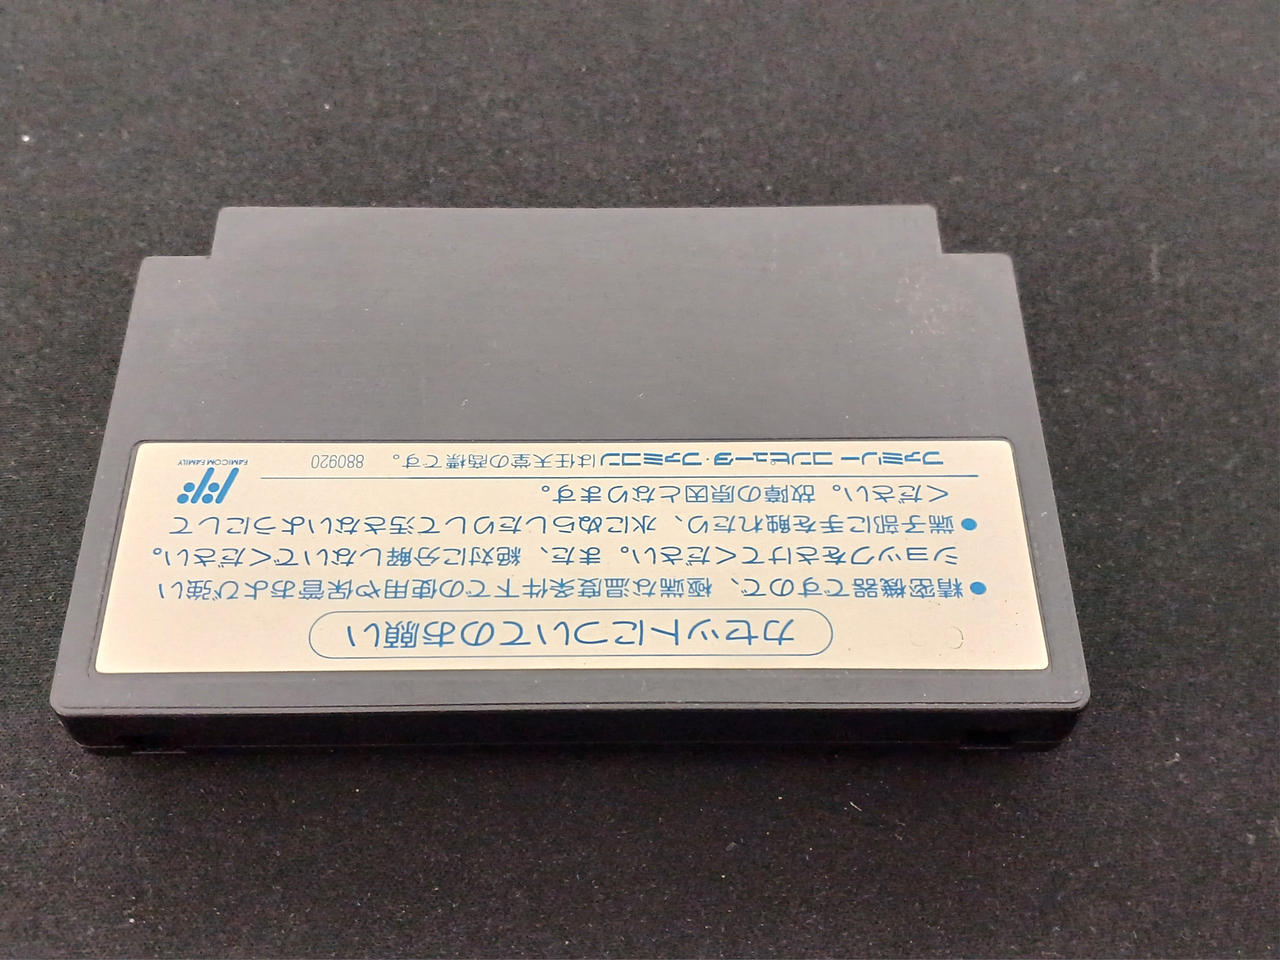 カセットについてのお願い
●精密機器ですので、極端な温度条件下での使用や保管および強い
ショックをさけてください。また、絶対に分解しないでください。
●端子部に手を触れたり、水にぬらしたりして汚さないようにして
ください。故障の原因となります。
ファミリーコンピュータ・ファミコンは任天堂の商標です。 880920
FAMICOM FAMILY